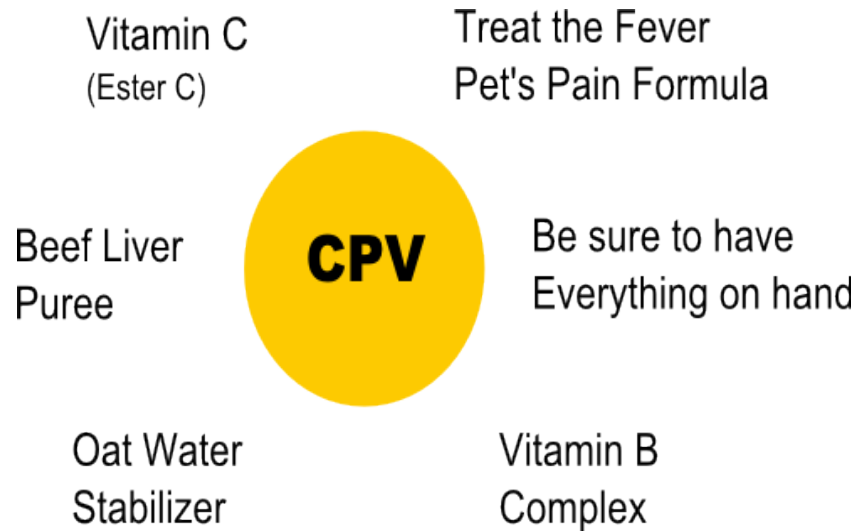 Vitamin C
(Ester C)
Treat the Fever
Pet's Pain Formula
Beef Liver
Puree
CPV
Be sure to have
Everything on hand
Oat Water
Stabilizer
Vitamin B
Complex